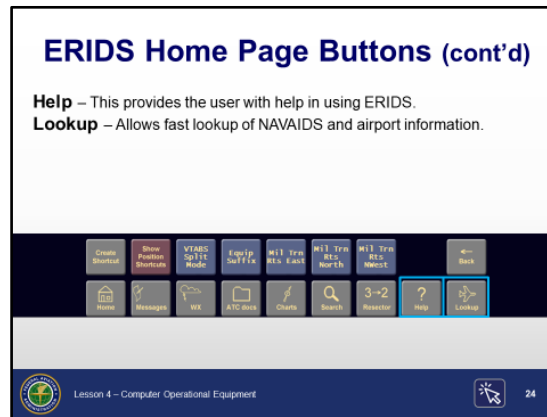 ERIDS Home Page Buttons (cont’d)
Help – This provides the user with help in using ERIDS.
Lookup – Allows fast lookup of NAVAIDS and airport information.
Create Shortcut
Show Position Shortcuts
VTABS Split Mode
Equip Suffix
Mil Trn Rts East
Mil Trn Rts North
Mil Trn Rts NWest
Back
Home
Messages
WX
ATC docs
Charts
Search
3→2 Resector
? Help
Lookup
Lesson 4 – Computer Operational Equipment
24